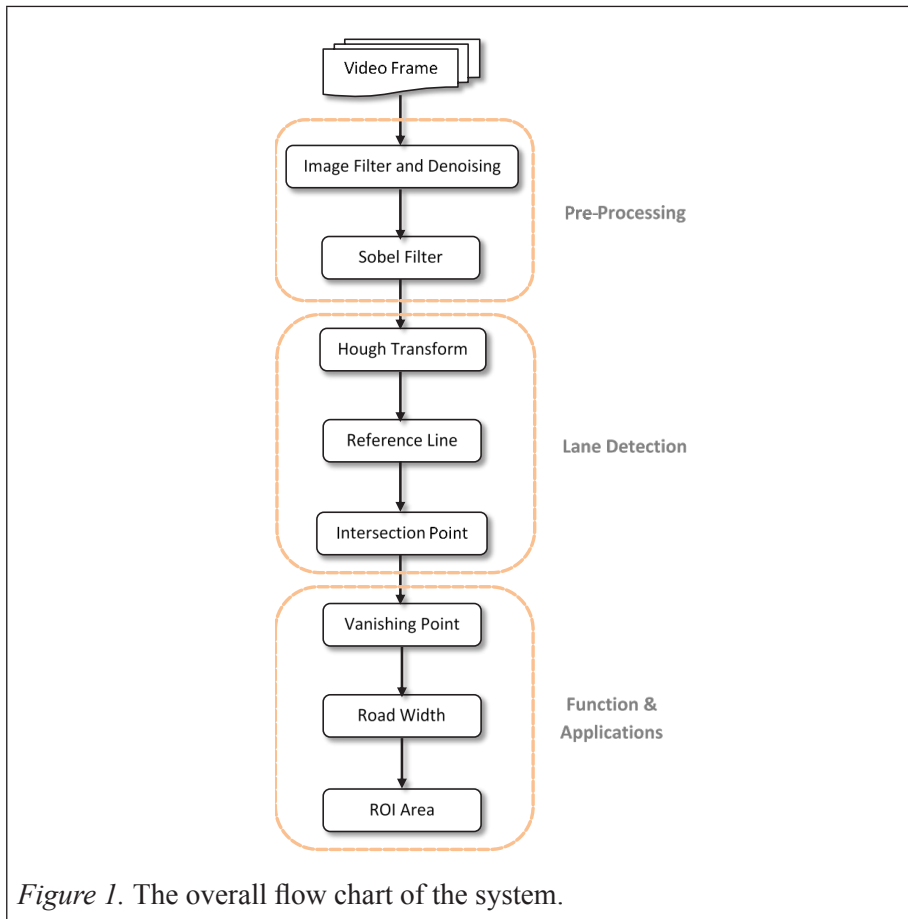 Video Frame
Image Filter and Denoising
Pre-Processing
Sobel Filter
Hough Transform
Reference Line
Lane Detection
Intersection Point
Vanishing Point
Road Width
Function &
Applications
ROI Area
Figure 1. The overall flow chart of the system.